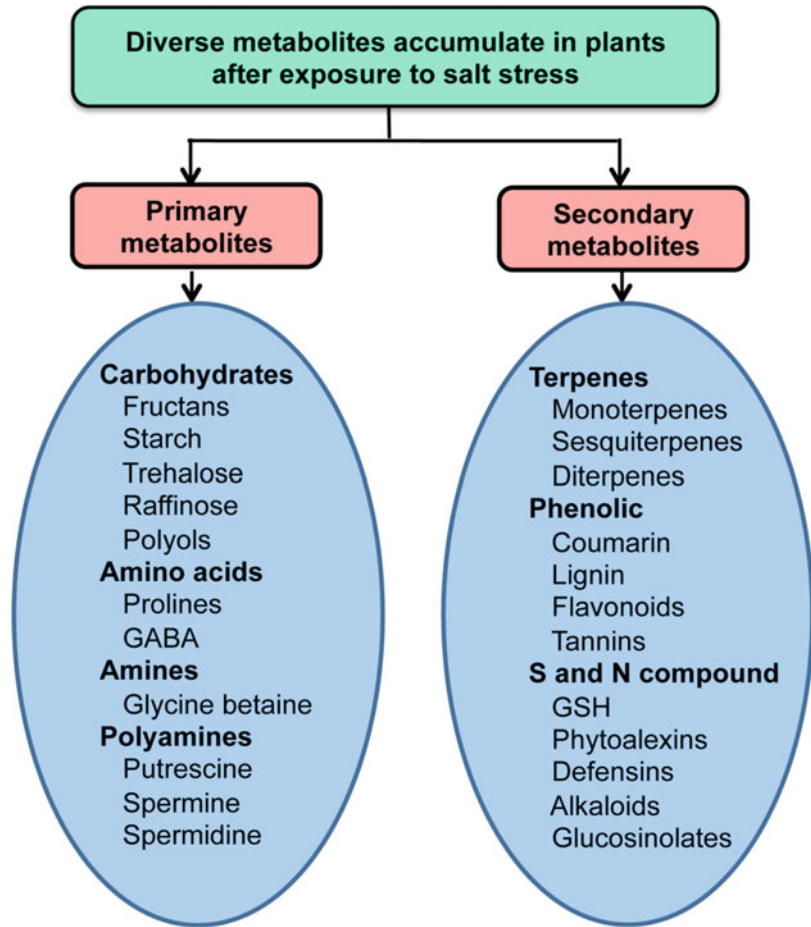 Diverse metabolites accumulate in plants
after exposure to salt stress
Primary
metabolites
Secondary
metabolites
Carbohydrates
Fructans
Starch
Trehalose
Raffinose
Polyols
Amino acids
Prolines
GABA
Amines
Glycine betaine
Polyamines
Putrescine
Spermine
Spermidine
Terpenes
Monoterpenes
Sesquiterpenes
Diterpenes
Phenolic
Coumarin
Lignin
Flavonoids
Tannins
S and N compound
GSH
Phytoalexins
Defensins
Alkaloids
Glucosinolates